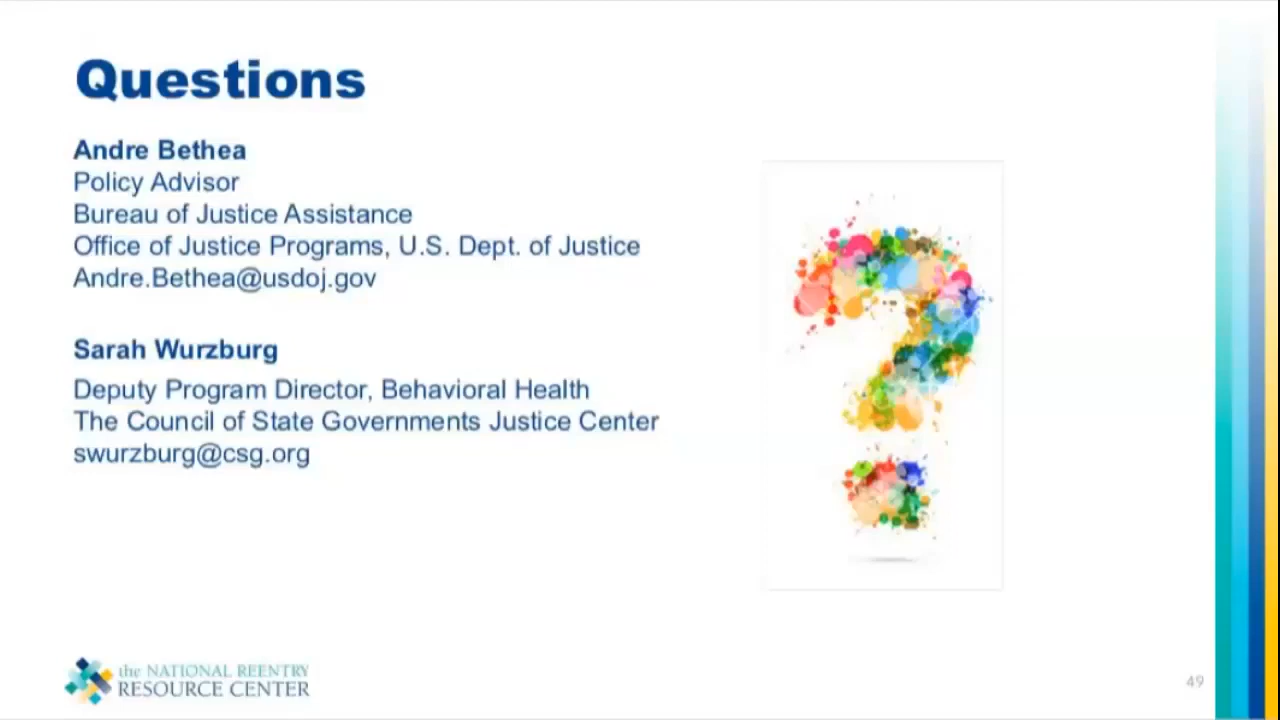 Questions
Andre Bethea
Policy Advisor
Bureau of Justice Assistance
Office of Justice Programs, U.S. Dept. of Justice
Andre.Bethea@usdoj.gov
Sarah Wurzburg
Deputy Program Director, Behavioral Health
The Council of State Governments Justice Center
swurzburg@csg.org
the NATIONAL REENTRY
RESOURCE CENTER
49